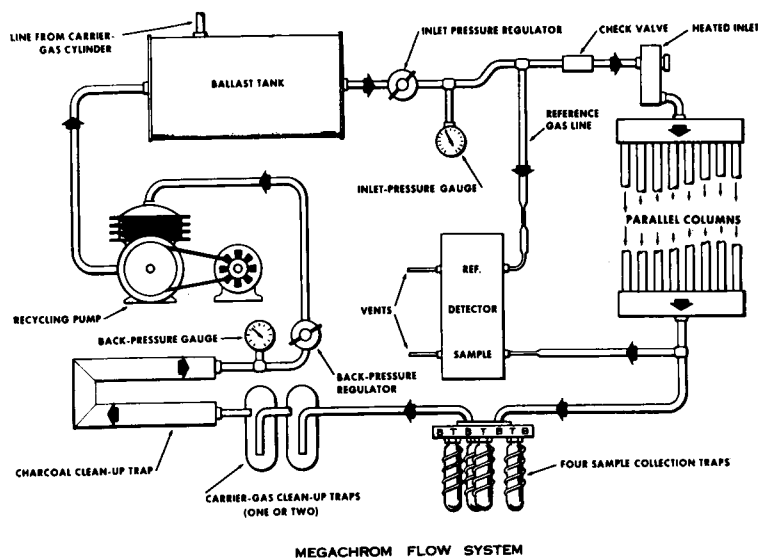 LINE FROM CARRIER-
GAS CYLINDER
BALLAST TANK
INLET PRESSURE REGULATOR
CHECK VALVE
HEATED INLET
REFERENCE
GAS LINE
INLET-PRESSURE GAUGE
PARALLEL COLUMNS
REF.
DETECTOR
SAMPLE
VENTS
RECYCLING PUMP
BACK-PRESSURE GAUGE
BACK-PRESSURE
REGULATOR
B T B T B T B
CHARCOAL CLEAN-UP TRAP
CARRIER-GAS CLEAN-UP TRAPS
(ONE OR TWO)
FOUR SAMPLE COLLECTION TRAPS
MEGACHROM FLOW SYSTEM